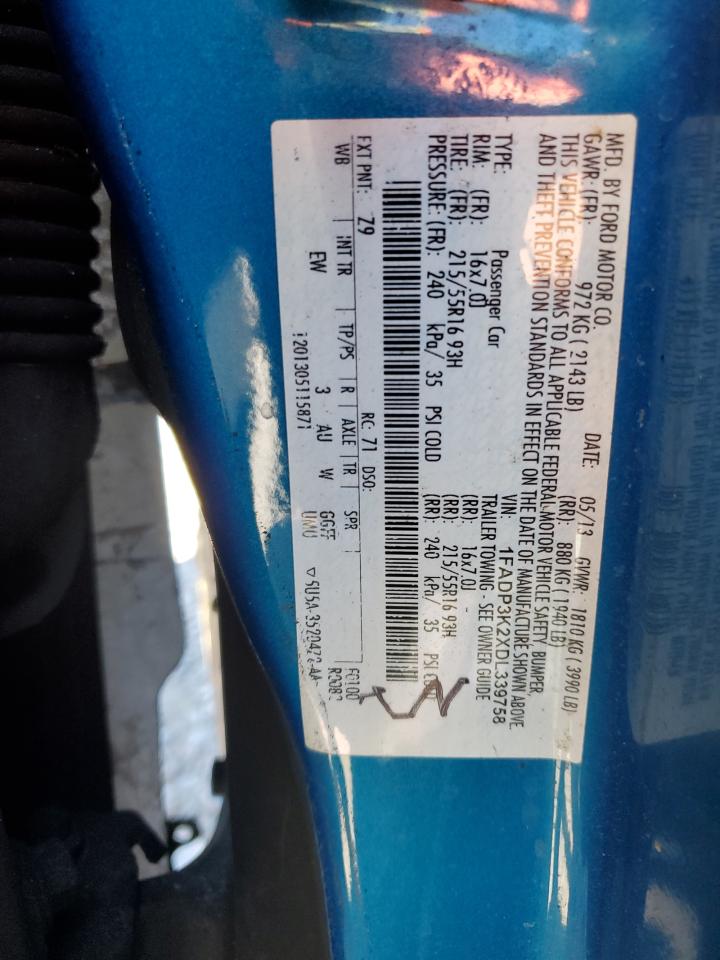 MFD. BY FORD MOTOR CO.
DATE: 05/13 GVWR: 1810 KG ( 3990 LB)
GAWR: (FR): 972 KG ( 2143 LB) (RR): 880 KG ( 1940 LB)
THIS VEHICLE CONFORMS TO ALL APPLICABLE FEDERAL MOTOR VEHICLE SAFETY, BUMPER,
AND THEFT PREVENTION STANDARDS IN EFFECT ON THE DATE OF MANUFACTURE SHOWN ABOVE.
VIN: 1FADP3K2XDL339758
TYPE: Passenger Car TRAILER TOWING - SEE OWNER GUIDE
RIM: (FR): 16x7.0J (RR): 16x7.0J
TIRE: (FR): 215/55R16 93H (RR): 215/55R16 93H
PRESSURE: (FR): 240 kPa/ 35 PSI COLD (RR): 240 kPa/ 35 PSI
EXT PNT: Z9 RC: 71 DSO:
WB INT TR TP/PS R AXLE TR SPR
EW 3 AU W GGFF
¡201305115871 UMU